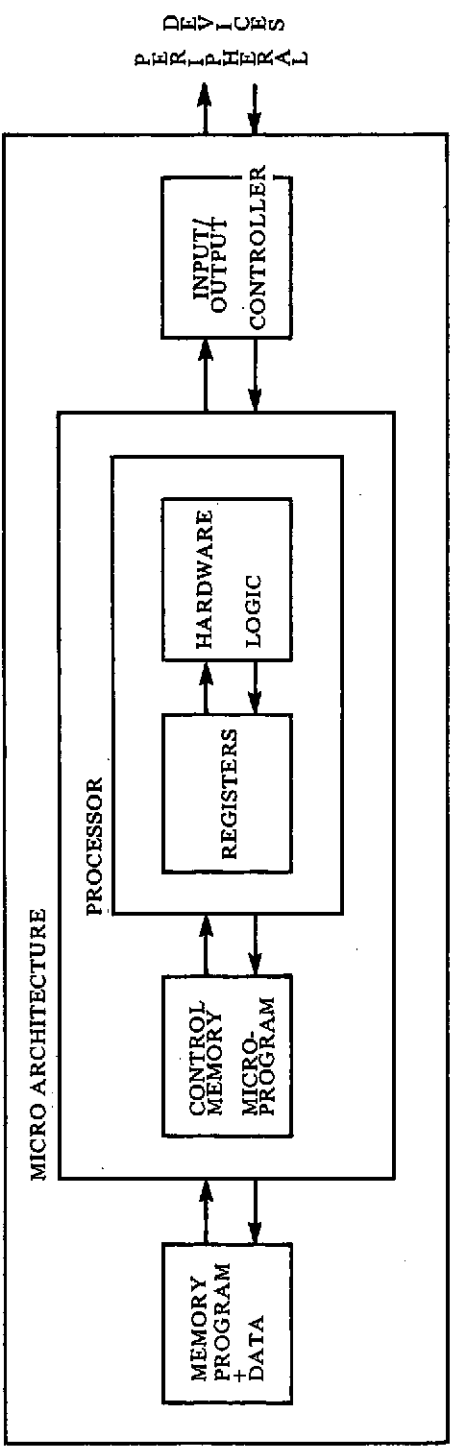 MICRO ARCHITECTURE
PROCESSOR
MEMORY
PROGRAM
+
DATA
CONTROL
MEMORY
MICRO-
PROGRAM
REGISTERS
HARDWARE
LOGIC
INPUT/
OUTPUT
CONTROLLER
PERIPHERAL
DEVICES